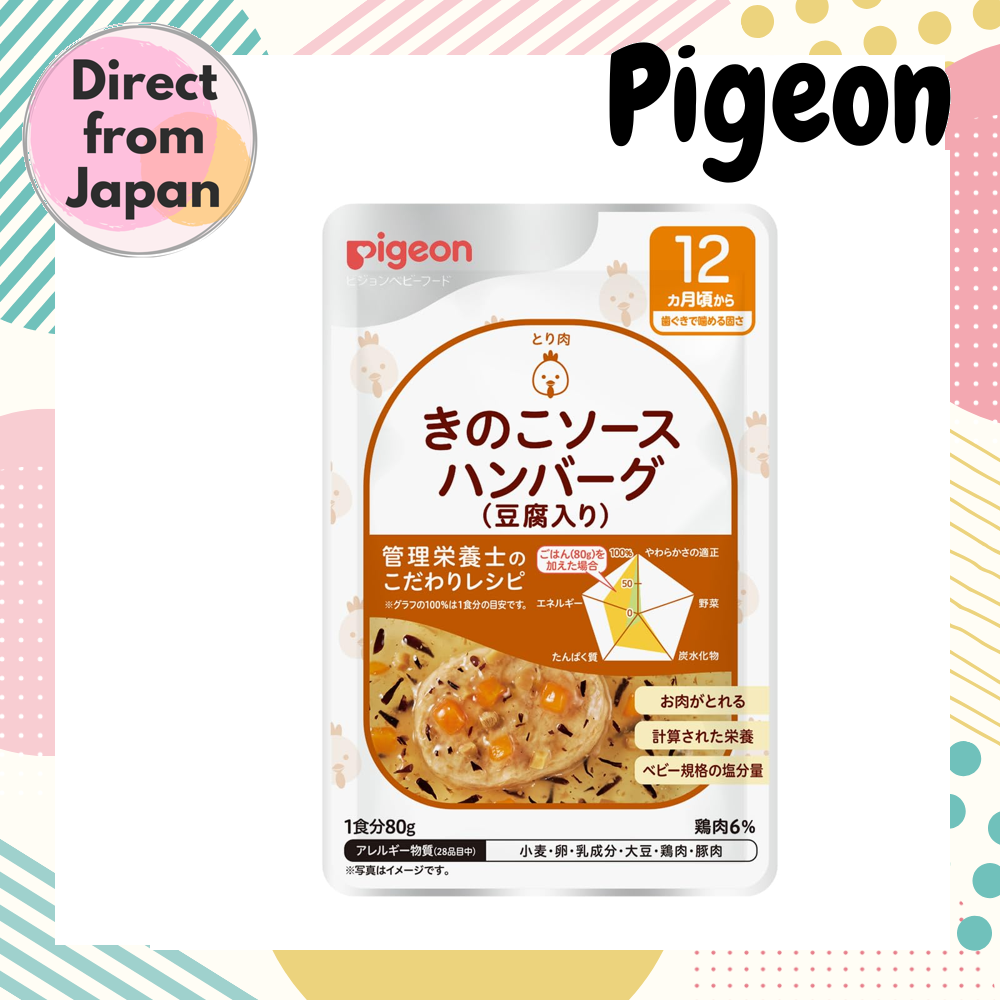 Direct
from
Japan
Pigeon
Pigeon
ピジョンベビーフード
12
カ月頃から
歯ぐきで噛める固さ
とり肉
きのこソース
ハンバーグ
(豆腐入り)
管理栄養士の
こだわりレシピ
※グラフの100%は1食分の目安です。
ごはん(80g)を
加えた場合
100%
やわらかさの適正
50
エネルギー
0
野菜
たんぱく質
炭水化物
お肉がとれる
計算された栄養
ベビー規格の塩分量
1食分80g
鶏肉6%
アレルギー物質(28品目中)
小麦・卵・乳成分・大豆・鶏肉・豚肉
※写真はイメージです。